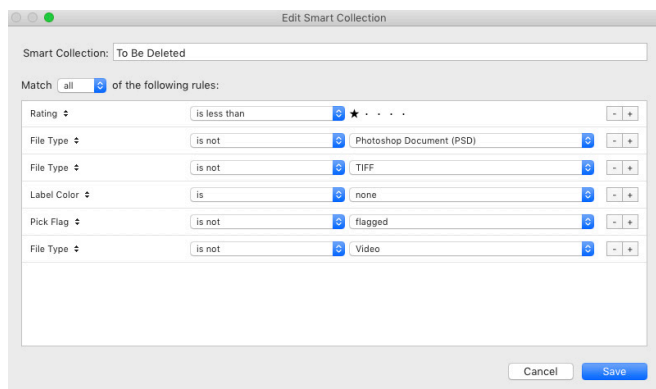 Edit Smart Collection
Smart Collection: To Be Deleted
Match all of the following rules:
Rating is less than ★ · · · · - +
File Type is not Photoshop Document (PSD) - +
File Type is not TIFF - +
Label Color is none - +
Pick Flag is not flagged - +
File Type is not Video - +
Cancel Save